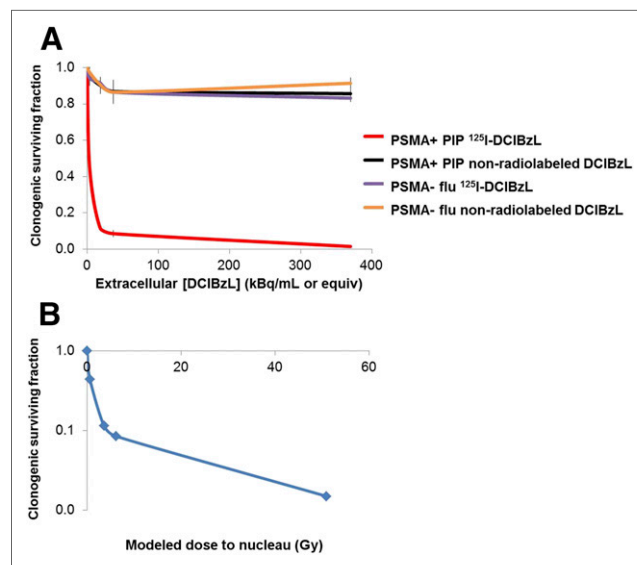 A
1.0
0.8
0.6
0.4
0.2
0.0
Clonogenic surviving fraction
0 100 200 300 400
Extracellular [DCIBzL] (kBq/mL or equiv)
PSMA+ PIP ¹²⁵I-DCIBzL
PSMA+ PIP non-radiolabeled DCIBzL
PSMA- flu ¹²⁵I-DCIBzL
PSMA- flu non-radiolabeled DCIBzL
B
1.0
0.1
0.0
Clonogenic surviving fraction
0 20 40 60
Modeled dose to nucleau (Gy)